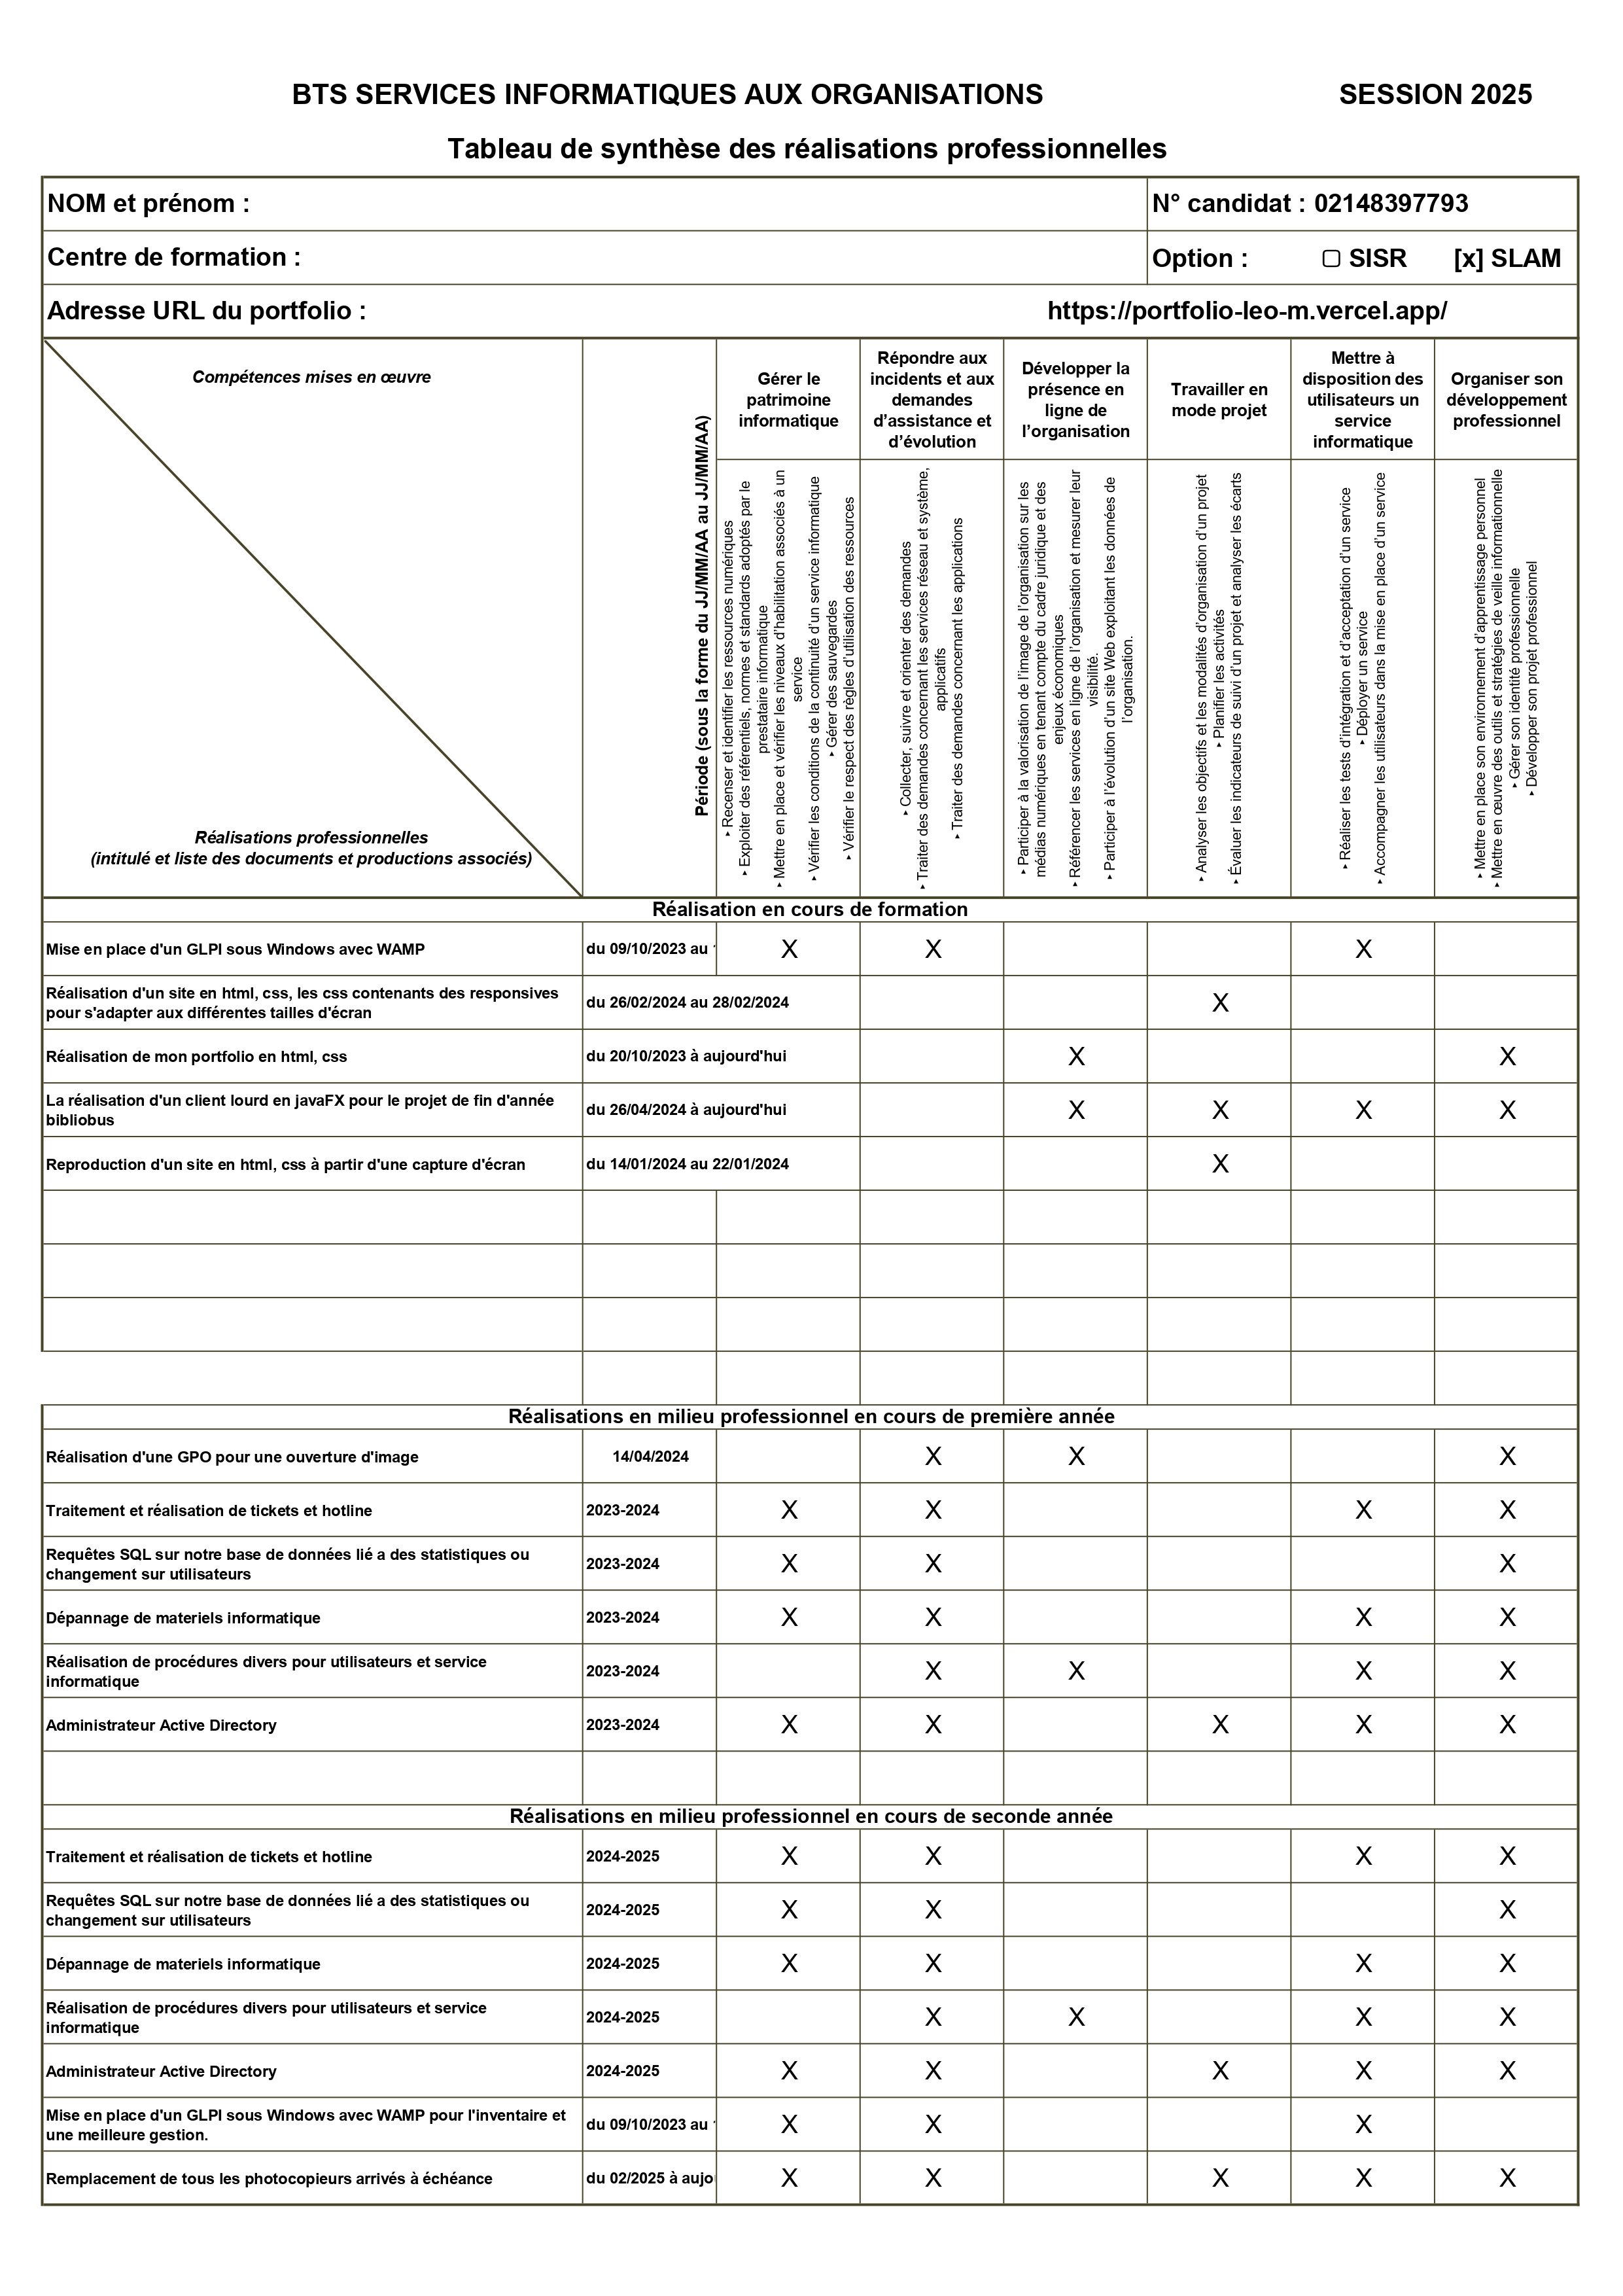 BTS SERVICES INFORMATIQUES AUX ORGANISATIONS SESSION 2025
Tableau de synthèse des réalisations professionnelles
NOM et prénom : N° candidat : 02148397793
Centre de formation : Option : ▢ SISR [x] SLAM
Adresse URL du portfolio : https://portfolio-leo-m.vercel.app/
Compétences mises en œuvre
Réalisations professionnelles
(intitulé et liste des documents et productions associés)
Période (sous la forme du JJ/MM/AA au JJ/MM/AA)
Gérer le
patrimoine
informatique
Répondre aux
incidents et aux
demandes
d’assistance et
d’évolution
Développer la
présence en
ligne de
l’organisation
Travailler en
mode projet
Mettre à
disposition des
utilisateurs un
service
informatique
Organiser son
développement
professionnel
‣ Recenser et identifier les ressources numériques
‣ Exploiter des référentiels, normes et standards adoptés par le
prestataire informatique
‣ Mettre en place et vérifier les niveaux d’habilitation associés à un
service
‣ Vérifier les conditions de la continuité d’un service informatique
‣ Gérer des sauvegardes
‣ Vérifier le respect des règles d’utilisation des ressources
‣ Collecter, suivre et orienter des demandes
‣ Traiter des demandes concernant les services réseau et système,
applicatifs
‣ Traiter des demandes concernant les applications
‣ Participer à la valorisation de l’image de l’organisation sur les
médias numériques en tenant compte du cadre juridique et des
enjeux économiques
‣ Référencer les services en ligne de l’organisation et mesurer leur
visibilité.
‣ Participer à l’évolution d’un site Web exploitant les données de
l’organisation.
‣ Analyser les objectifs et les modalités d’organisation d’un projet
‣ Planifier les activités
‣ Évaluer les indicateurs de suivi d’un projet et analyser les écarts
‣ Réaliser les tests d’intégration et d’acceptation d’un service
‣ Déployer un service
‣ Accompagner les utilisateurs dans la mise en place d’un service
‣ Mettre en place son environnement d’apprentissage personnel
‣ Mettre en œuvre des outils et stratégies de veille informationnelle
‣ Gérer son identité professionnelle
‣ Développer son projet professionnel
Réalisation en cours de formation
Mise en place d'un GLPI sous Windows avec WAMP du 09/10/2023 au X X X
Réalisation d'un site en html, css, les css contenants des responsives
pour s'adapter aux différentes tailles d'écran du 26/02/2024 au 28/02/2024 X
Réalisation de mon portfolio en html, css du 20/10/2023 à aujourd'hui X X
La réalisation d'un client lourd en javaFX pour le projet de fin d'année
bibliobus du 26/04/2024 à aujourd'hui X X X X
Reproduction d'un site en html, css à partir d'une capture d'écran du 14/01/2024 au 22/01/2024 X
Réalisations en milieu professionnel en cours de première année
Réalisation d'une GPO pour une ouverture d'image 14/04/2024 X X X
Traitement et réalisation de tickets et hotline 2023-2024 X X X X
Requêtes SQL sur notre base de données lié a des statistiques ou
changement sur utilisateurs 2023-2024 X X X
Dépannage de materiels informatique 2023-2024 X X X X
Réalisation de procédures divers pour utilisateurs et service
informatique 2023-2024 X X X X
Administrateur Active Directory 2023-2024 X X X X X
Réalisations en milieu professionnel en cours de seconde année
Traitement et réalisation de tickets et hotline 2024-2025 X X X X
Requêtes SQL sur notre base de données lié a des statistiques ou
changement sur utilisateurs 2024-2025 X X X
Dépannage de materiels informatique 2024-2025 X X X X
Réalisation de procédures divers pour utilisateurs et service
informatique 2024-2025 X X X X
Administrateur Active Directory 2024-2025 X X X X X
Mise en place d'un GLPI sous Windows avec WAMP pour l'inventaire et
une meilleure gestion. du 09/10/2023 au X X X
Remplacement de tous les photocopieurs arrivés à échéance du 02/2025 à aujo X X X X X